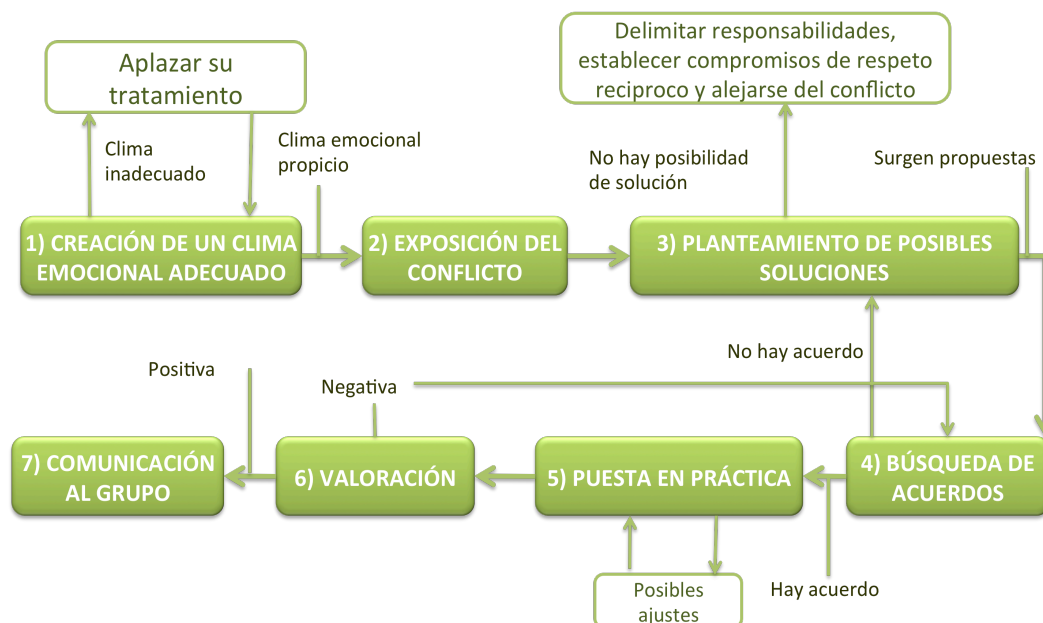 Aplazar su
tratamiento
Delimitar responsabilidades,
establecer compromisos de respeto
reciproco y alejarse del conflicto
Clima
inadecuado
Clima emocional
propicio
No hay posibilidad
de solución
Surgen propuestas
1) CREACIÓN DE UN CLIMA
EMOCIONAL ADECUADO
2) EXPOSICIÓN DEL
CONFLICTO
3) PLANTEAMIENTO DE POSIBLES
SOLUCIONES
No hay acuerdo
Positiva
Negativa
7) COMUNICACIÓN
AL GRUPO
6) VALORACIÓN
5) PUESTA EN PRÁCTICA
4) BÚSQUEDA DE
ACUERDOS
Posibles
ajustes
Hay acuerdo